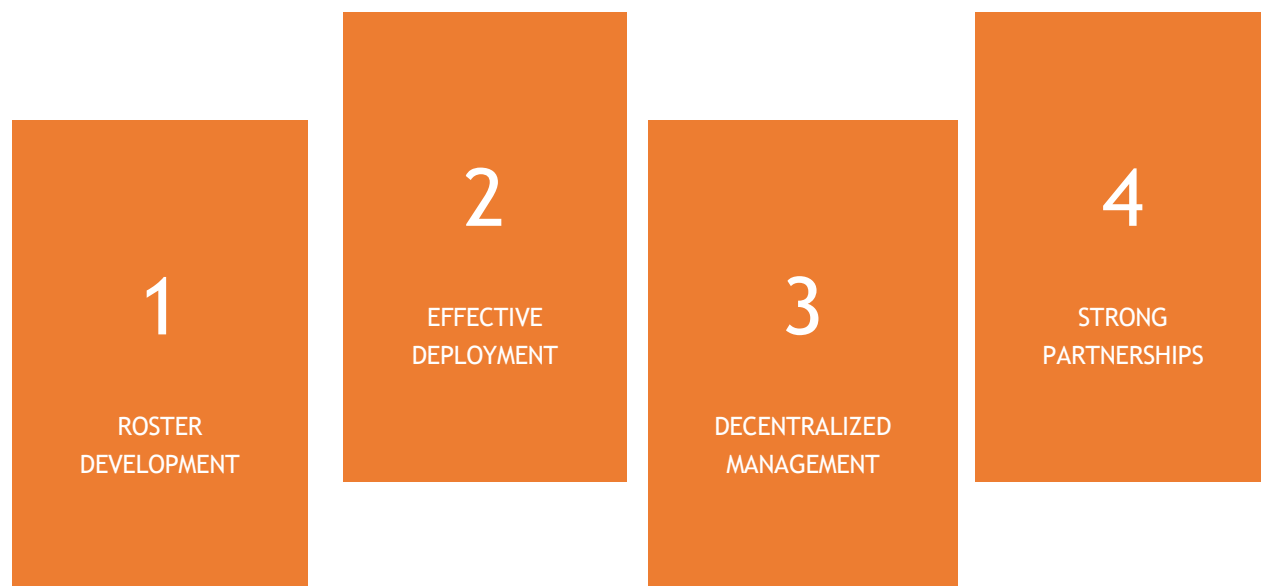 1
ROSTER
DEVELOPMENT
2
EFFECTIVE
DEPLOYMENT
3
DECENTRALIZED
MANAGEMENT
4
STRONG
PARTNERSHIPS